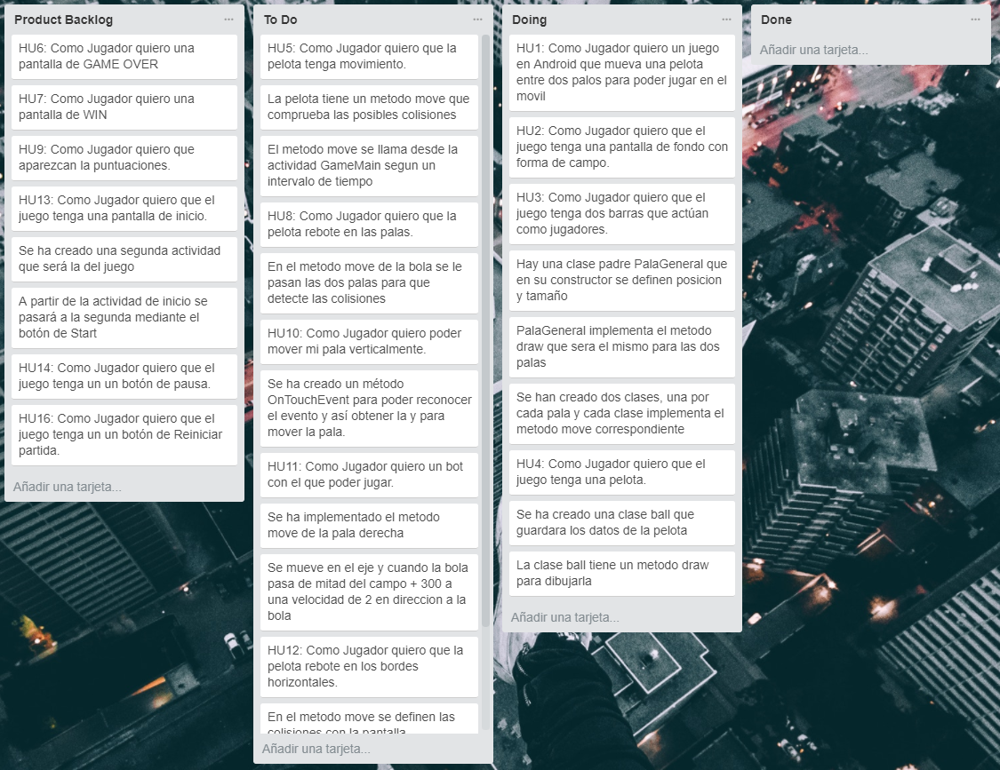 Product Backlog
HU6: Como Jugador quiero una
pantalla de GAME OVER
HU7: Como Jugador quiero una
pantalla de WIN
HU9: Como Jugador quiero que
aparezcan la puntuaciones.
HU13: Como Jugador quiero que el
juego tenga una pantalla de inicio.
Se ha creado una segunda actividad
que será la del juego
A partir de la actividad de inicio se
pasará a la segunda mediante el
botón de Start
HU14: Como Jugador quiero que el
juego tenga un un botón de pausa.
HU16: Como Jugador quiero que el
juego tenga un un botón de Reiniciar
partida.
Añadir una tarjeta...
To Do
HU5: Como Jugador quiero que la
pelota tenga movimiento.
La pelota tiene un metodo move que
comprueba las posibles colisiones
El metodo move se llama desde la
actividad GameMain segun un
intervalo de tiempo
HU8: Como Jugador quiero que la
pelota rebote en las palas.
En el metodo move de la bola se le
pasan las dos palas para que
detecte las colisiones
HU10: Como Jugador quiero poder
mover mi pala verticalmente.
Se ha creado un método
OnTouchEvent para poder reconocer
el evento y así obtener la y para
mover la pala.
HU11: Como Jugador quiero un bot
con el que poder jugar.
Se ha implementado el metodo
move de la pala derecha
Se mueve en el eje y cuando la bola
pasa de mitad del campo + 300 a
una velocidad de 2 en direccion a la
bola
HU12: Como Jugador quiero que la
pelota rebote en los bordes
horizontales.
En el metodo move se definen las
colisiones con la pantalla
Añadir una tarjeta...
Doing
HU1: Como Jugador quiero un juego
en Android que mueva una pelota
entre dos palos para poder jugar en el
movil
HU2: Como Jugador quiero que el
juego tenga una pantalla de fondo con
forma de campo.
HU3: Como Jugador quiero que el
juego tenga dos barras que actúan
como jugadores.
Hay una clase padre PalaGeneral que
en su constructor se definen posicion
y tamaño
PalaGeneral implementa el metodo
draw que sera el mismo para las dos
palas
Se han creado dos clases, una por
cada pala y cada clase implementa el
metodo move correspondiente
HU4: Como Jugador quiero que el
juego tenga una pelota.
Se ha creado una clase ball que
guardara los datos de la pelota
La clase ball tiene un metodo draw
para dibujarla
Añadir una tarjeta...
Done
Añadir una tarjeta...